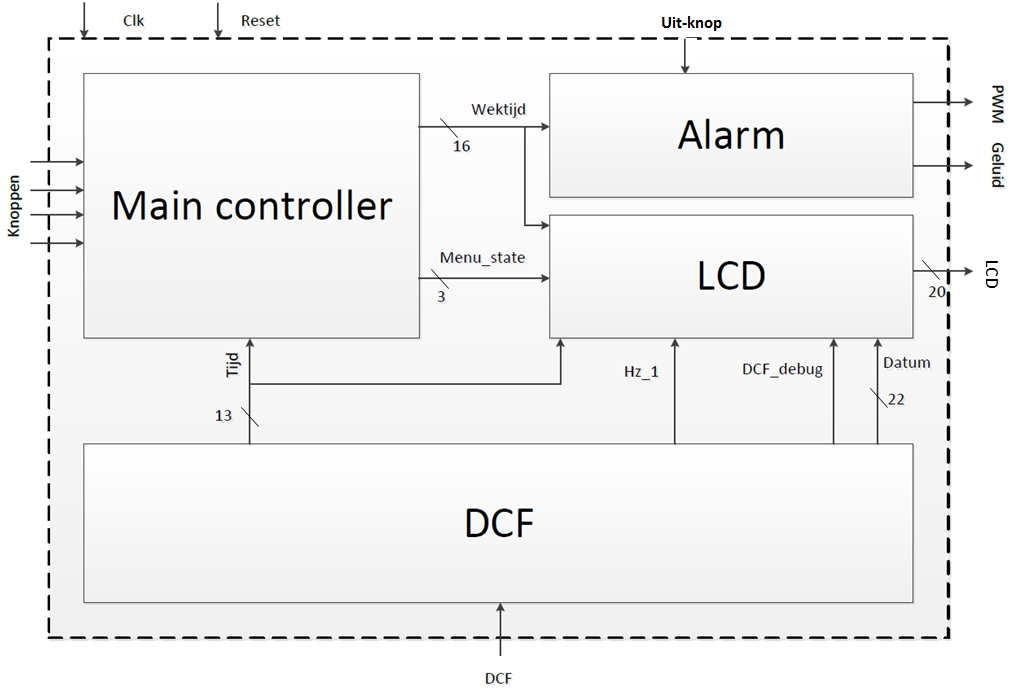 Clk
Reset
Uit-knop
Wektijd
16
Alarm
PWM
Geluid
Knoppen
Main controller
Menu_state
3
LCD
20
LCD
Tijd
13
Hz_1
DCF_debug
Datum
22
DCF
DCF